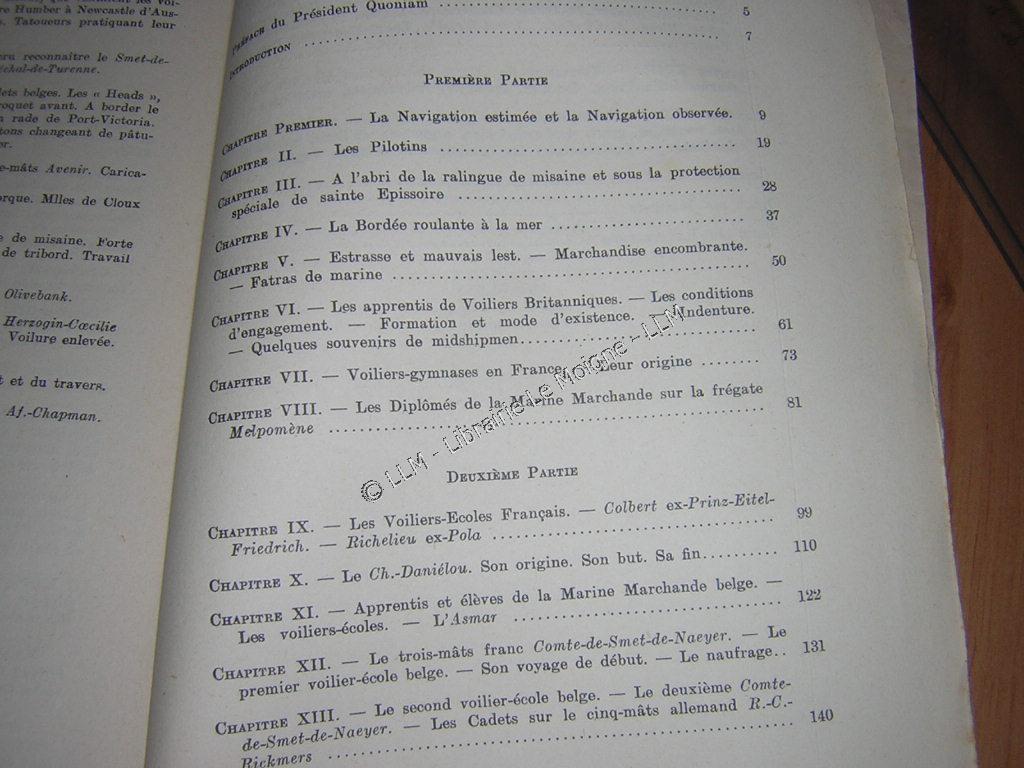 re Humber à Newcastle d'Aus-
s. Tatoueurs pratiquant leur
era reconnaître le Smet-de-
échal-de-Turenne.
lets belges. Les « Heads »,
roquet avant. A border le
n rade de Port-Victoria.
tons changeant de pâtu-
er.
e-mâts Avenir. Carica-
orque. Mlles de Cloux
e de misaine. Forte
de tribord. Travail
Olivebank.
Herzogin-Cœcilie
Voilure enlevée.
t et du travers.
Af.-Chapman.
Préface du Président Quoniam ........ 5
Introduction ........ 7
Première Partie
Chapitre Premier. — La Navigation estimée et la Navigation observée. 9
Chapitre II. — Les Pilotins ........ 19
Chapitre III. — A l'abri de la ralingue de misaine et sous la protection
spéciale de sainte Epissoire ........ 28
Chapitre IV. — La Bordée roulante à la mer ........ 37
Chapitre V. — Estrasse et mauvais lest. — Marchandise encombrante.
— Fatras de marine ........ 50
Chapitre VI. — Les apprentis de Voiliers Britanniques. — Les conditions
d'engagement. — Formation et mode d'existence. — L'Indenture.
— Quelques souvenirs de midshipmen........ 61
Chapitre VII. — Voiliers-gymnases en France. — Leur origine ........ 73
Chapitre VIII. — Les Diplômés de la Marine Marchande sur la frégate
Melpomène ........ 81
© LLM - Librairie Le Moigne - LLM
Deuxième Partie
Chapitre IX. — Les Voiliers-Ecoles Français. — Colbert ex-Prinz-Eitel-
Friedrich. — Richelieu ex-Pola ........ 99
Chapitre X. — Le Ch.-Daniélou. Son origine. Son but. Sa fin........ 110
Chapitre XI. — Apprentis et élèves de la Marine Marchande belge. —
Les voiliers-écoles. — L'Asmar ........ 122
Chapitre XII. — Le trois-mâts franc Comte-de-Smet-de-Naeyer. — Le
premier voilier-école belge. — Son voyage de début. — Le naufrage.. 131
Chapitre XIII. — Le second voilier-école belge. — Le deuxième Comte-
de-Smet-de-Naeyer. — Les Cadets sur le cinq-mâts allemand R.-C.-
Rickmers ........ 140